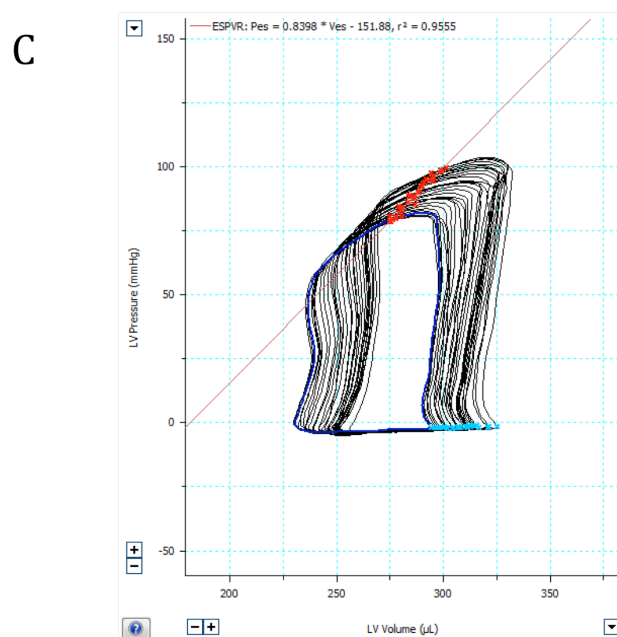 C
ESPVR: Pes = 0.8398 * Ves - 151.88, r² = 0.9555
150
100
50
0
-50
LV Pressure (mmHg)
200 250 300 350
LV Volume (µL)
+
−
?
− +